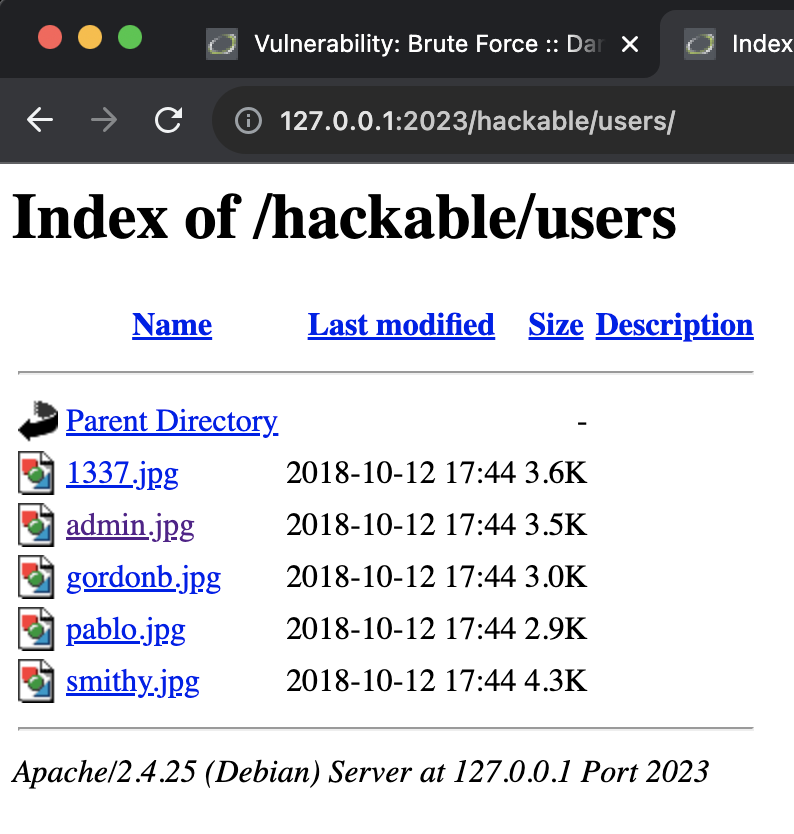 Vulnerability: Brute Force :: Dar
Index
127.0.0.1:2023/hackable/users/
Index of /hackable/users
Name Last modified Size Description
Parent Directory -
1337.jpg 2018-10-12 17:44 3.6K
admin.jpg 2018-10-12 17:44 3.5K
gordonb.jpg 2018-10-12 17:44 3.0K
pablo.jpg 2018-10-12 17:44 2.9K
smithy.jpg 2018-10-12 17:44 4.3K
Apache/2.4.25 (Debian) Server at 127.0.0.1 Port 2023